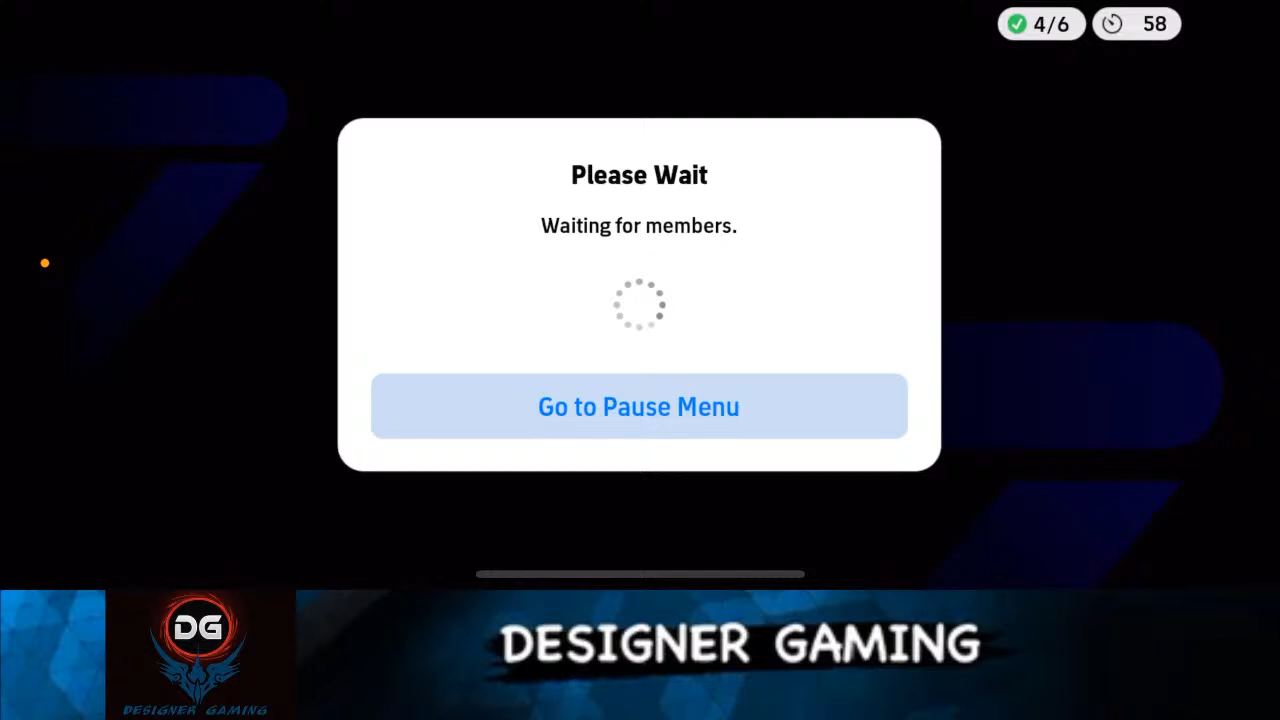 4/6 58
Please Wait
Waiting for members.
Go to Pause Menu
DG
DESIGNER GAMING
DESIGNER GAMING